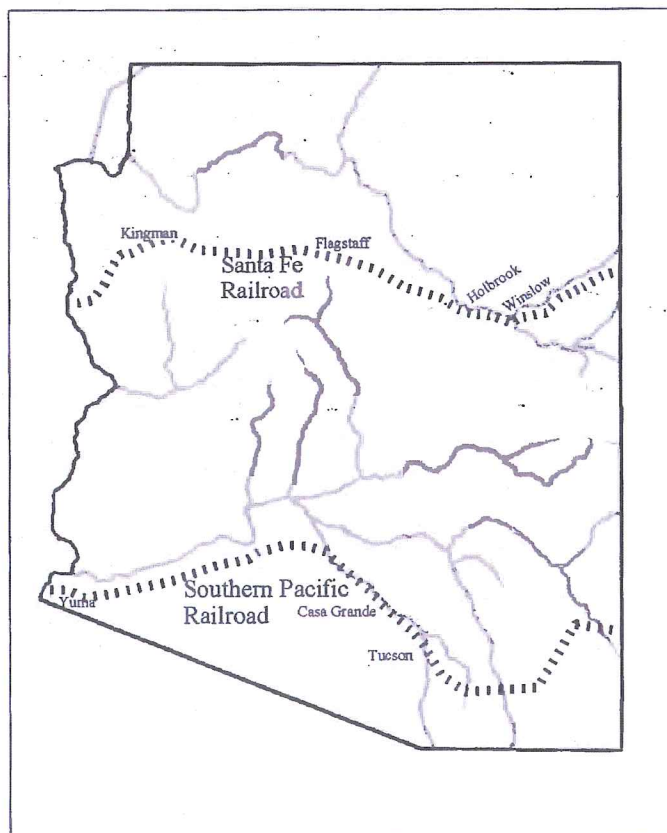 Kingman
Flagstaff
Santa Fe
Railroad
Holbrook
Winslow
Southern Pacific
Railroad
Yuma
Casa Grande
Tucson